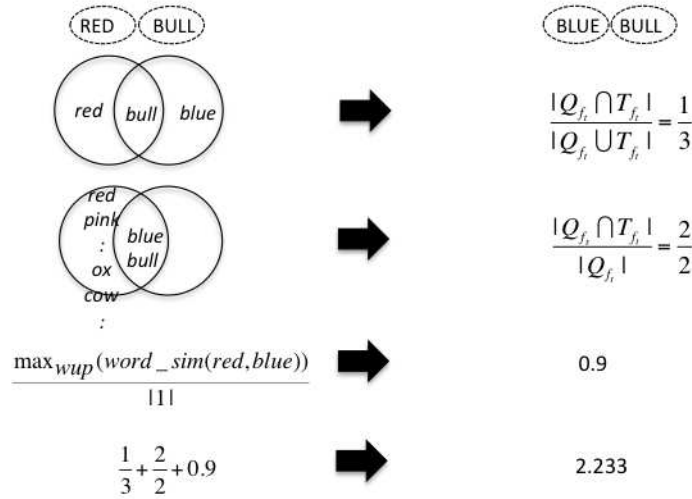 RED BULL BLUE BULL
red bull blue
|Q_{f_t} ⋂ T_{f_t}| / |Q_{f_t} ⋃ T_{f_t}| = 1/3
red
pink
:
ox
cow
:
blue
bull
|Q_{f_t} ⋂ T_{f_t}| / |Q_{f_t}| = 2/2
max_{wup}(word_sim(red,blue)) / |1|
0.9
1/3 + 2/2 + 0.9
2.233